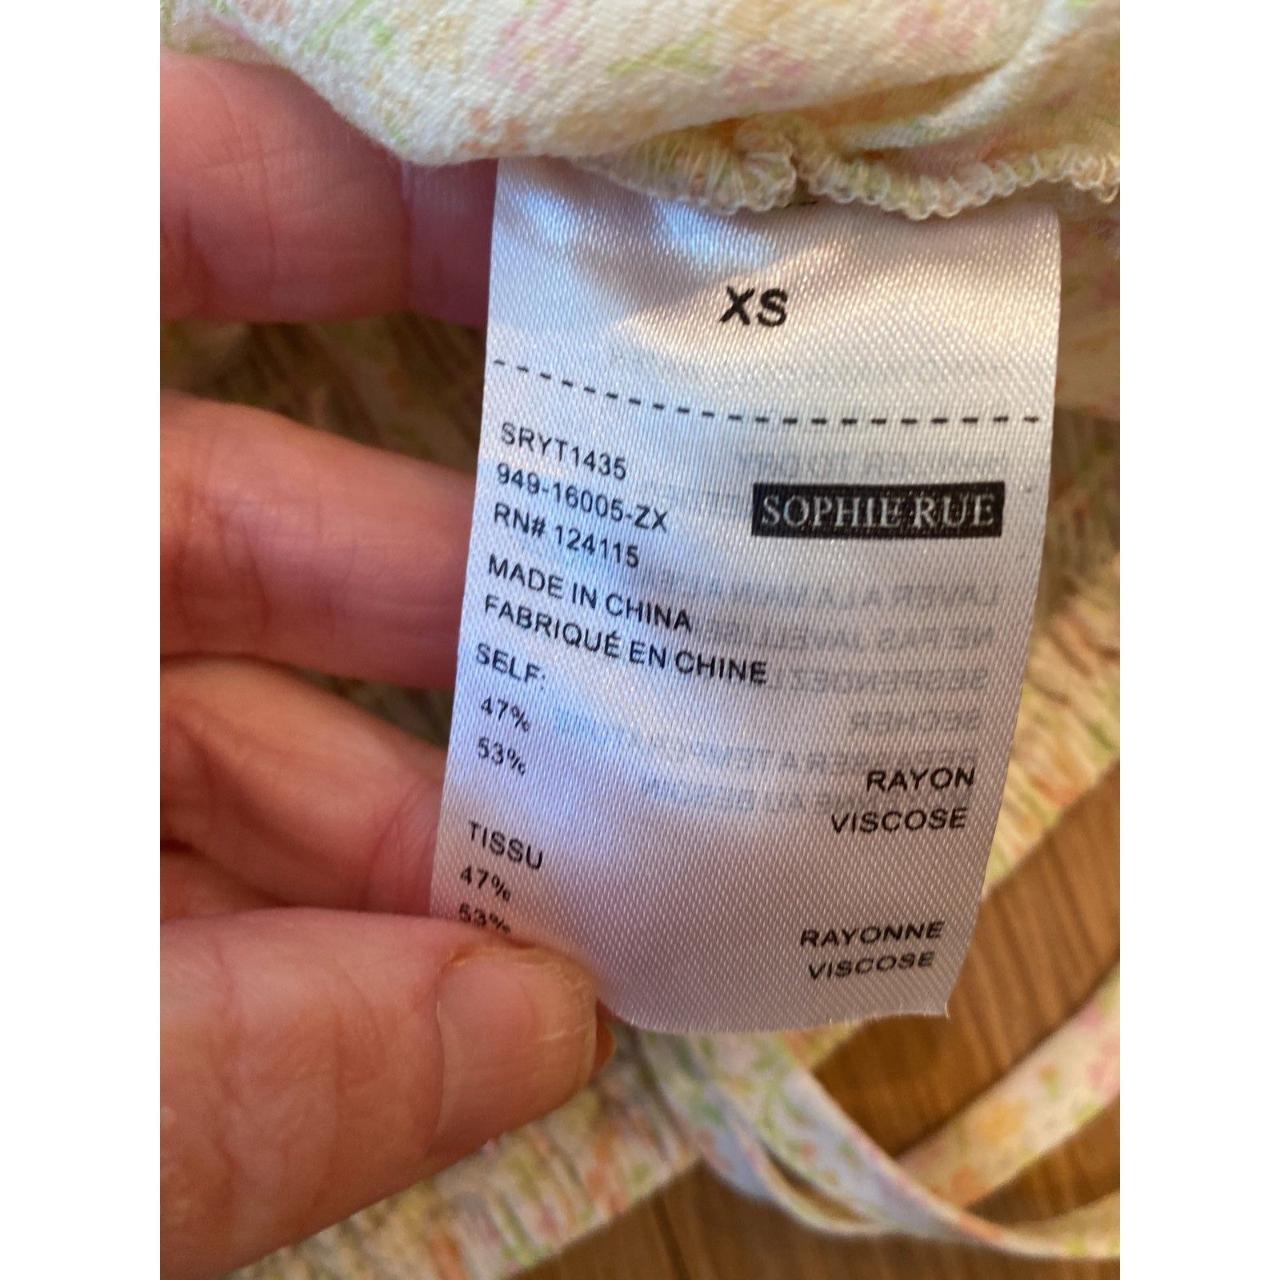 XS
SRYT1435
949-16005-ZX
SOPHIE RUE
RN# 124115
MADE IN CHINA
FABRIQUÉ EN CHINE
SELF:
47% RAYON
53% VISCOSE
TISSU
47% RAYONNE
53% VISCOSE